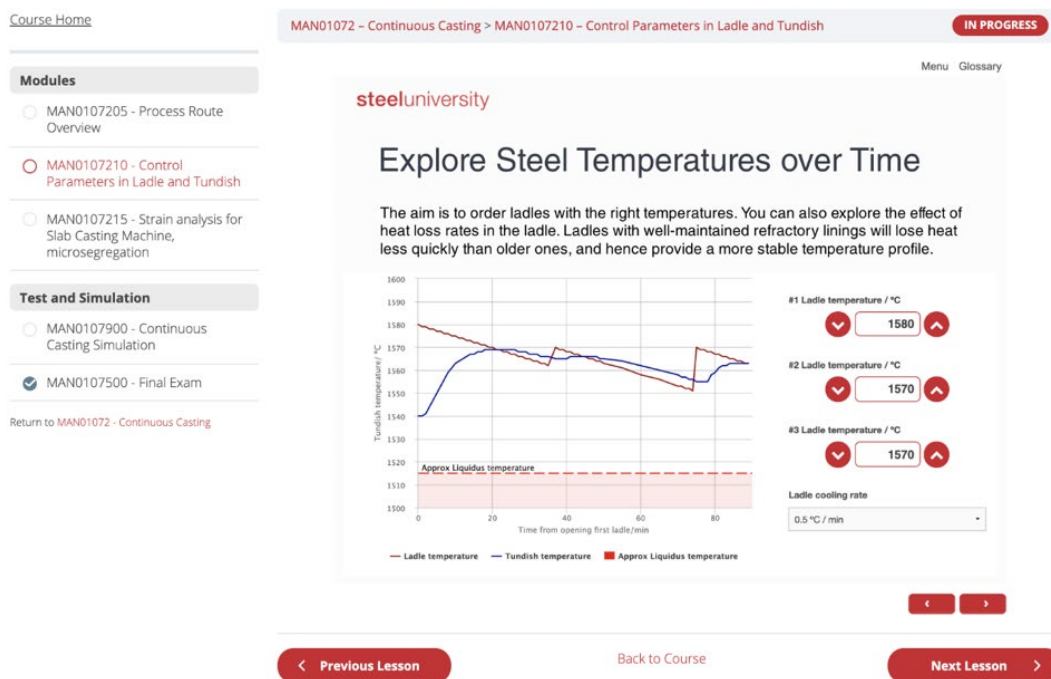 Course Home
MAN01072 – Continuous Casting > MAN0107210 – Control Parameters in Ladle and Tundish
IN PROGRESS
Modules
MAN0107205 - Process Route
Overview
MAN0107210 - Control
Parameters in Ladle and Tundish
MAN0107215 - Strain analysis for
Slab Casting Machine,
microsegregation
Test and Simulation
MAN0107900 - Continuous
Casting Simulation
MAN0107500 - Final Exam
Return to MAN01072 - Continuous Casting
Menu Glossary
steeluniversity
Explore Steel Temperatures over Time
The aim is to order ladles with the right temperatures. You can also explore the effect of
heat loss rates in the ladle. Ladles with well-maintained refractory linings will lose heat
less quickly than older ones, and hence provide a more stable temperature profile.
Tundish temperature/ °C
1600
1590
1580
1570
1560
1550
1540
1530
1520
1510
1500
Approx Liquidus temperature
0 20 40 60 80
Time from opening first ladle/min
Ladle temperature Tundish temperature Approx Liquidus temperature
#1 Ladle temperature / °C
1580
#2 Ladle temperature / °C
1570
#3 Ladle temperature / °C
1570
Ladle cooling rate
0.5 °C / min
Previous Lesson
Back to Course
Next Lesson